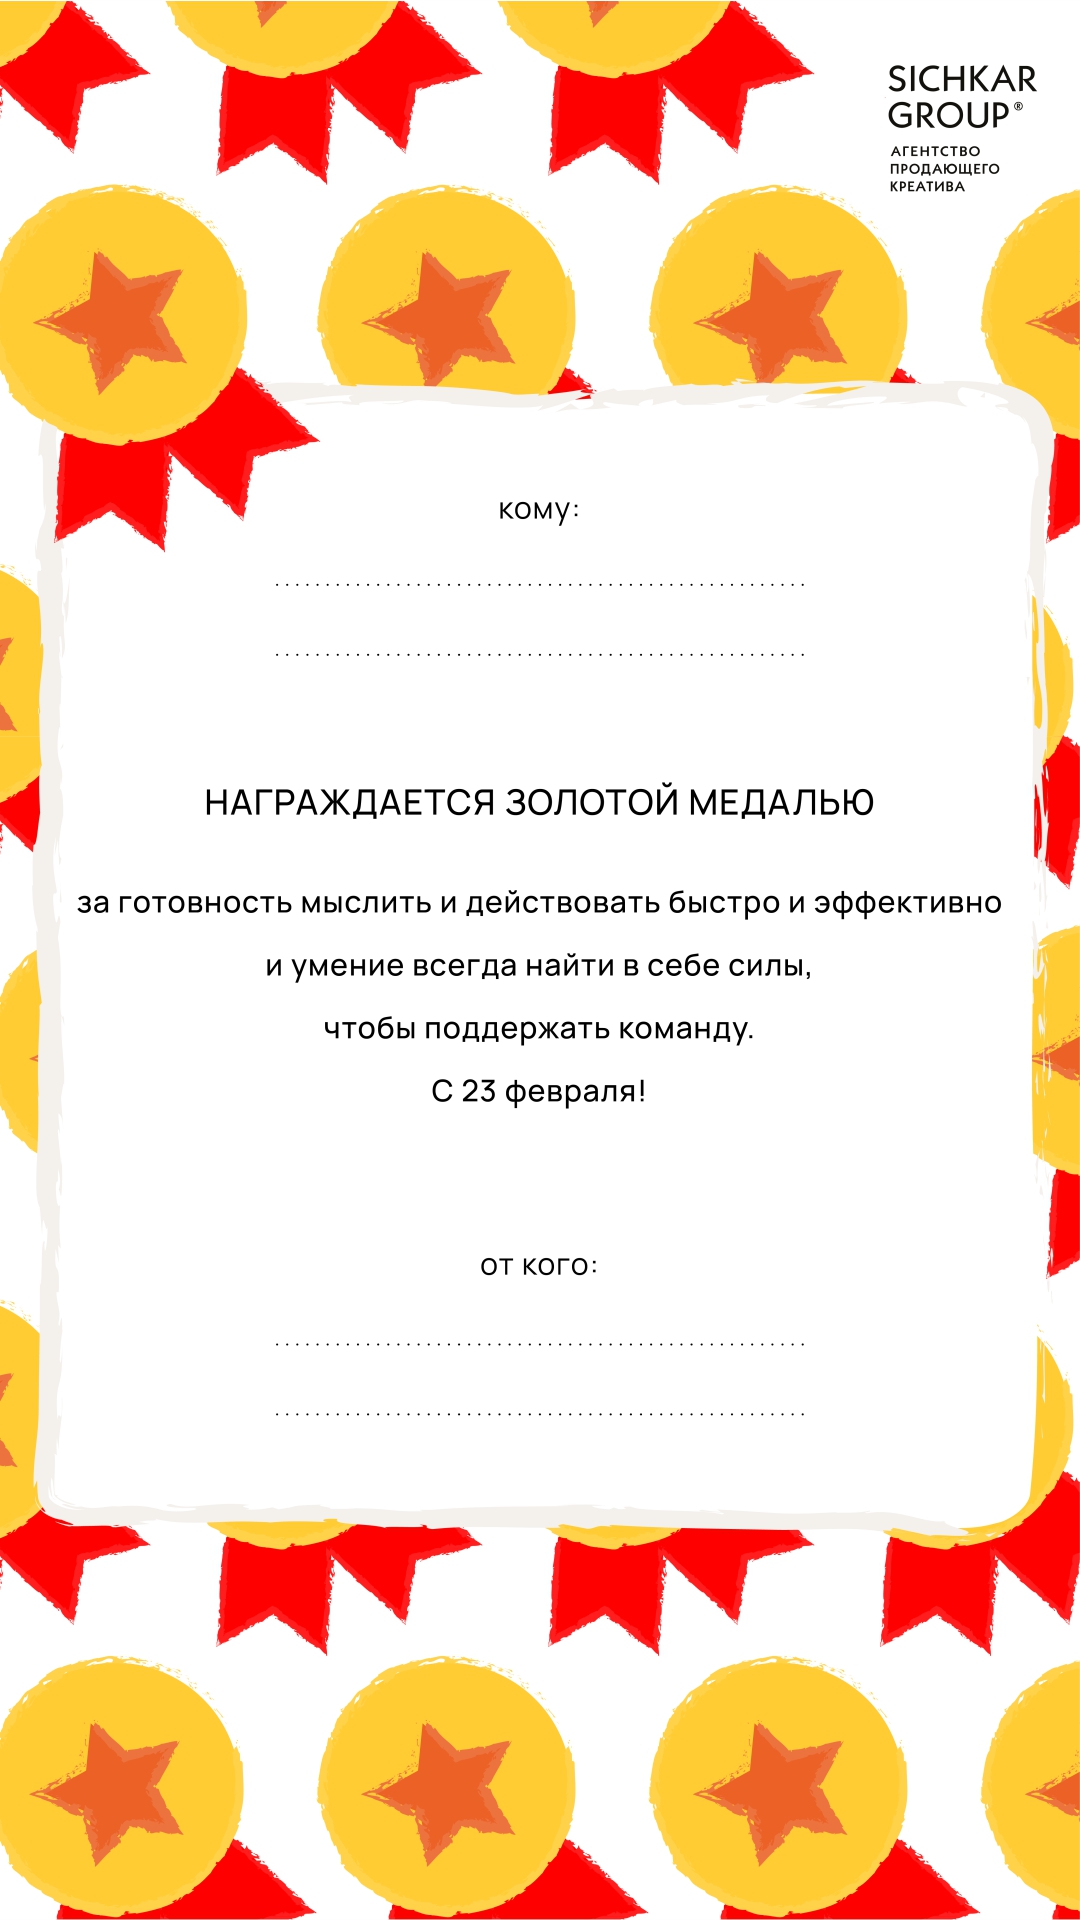 SICHKAR
GROUP®
АГЕНТСТВО
ПРОДАЮЩЕГО
КРЕАТИВА
кому:
НАГРАЖДАЕТСЯ ЗОЛОТОЙ МЕДАЛЬЮ
за готовность мыслить и действовать быстро и эффективно
и умение всегда найти в себе силы,
чтобы поддержать команду.
С 23 февраля!
от кого: